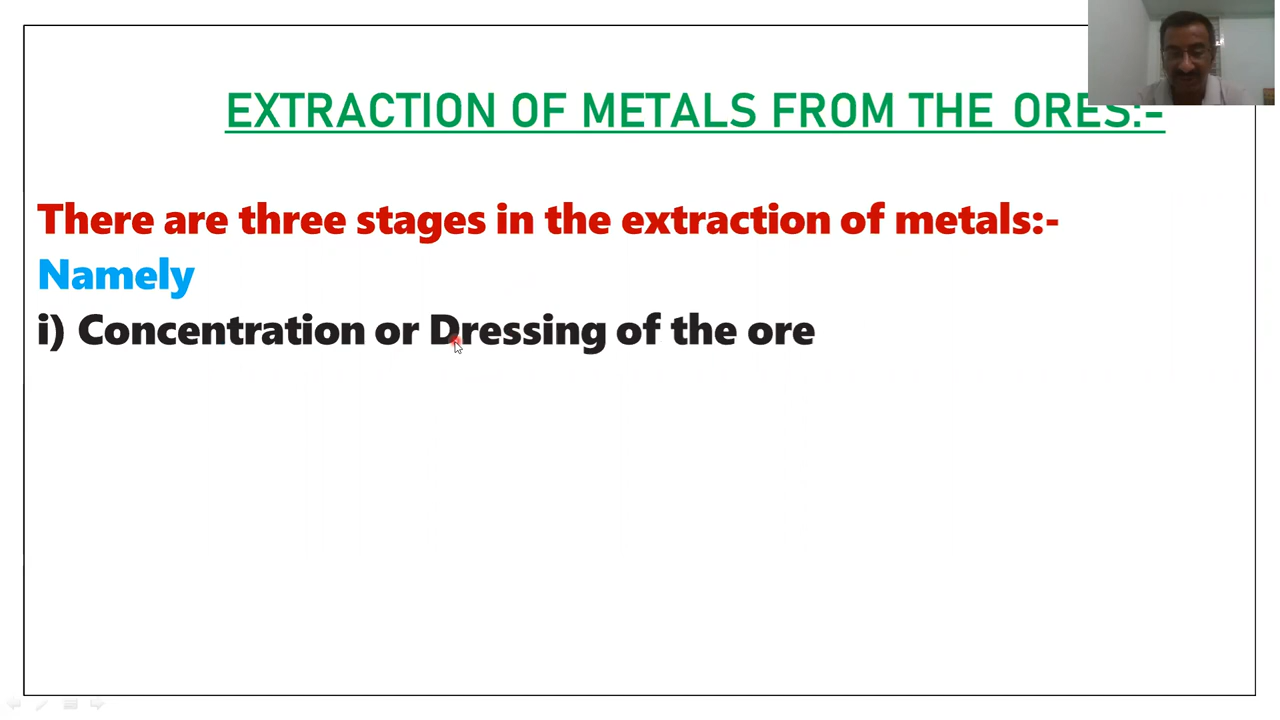 EXTRACTION OF METALS FROM THE ORES:-
There are three stages in the extraction of metals:-
Namely
i) Concentration or Dressing of the ore